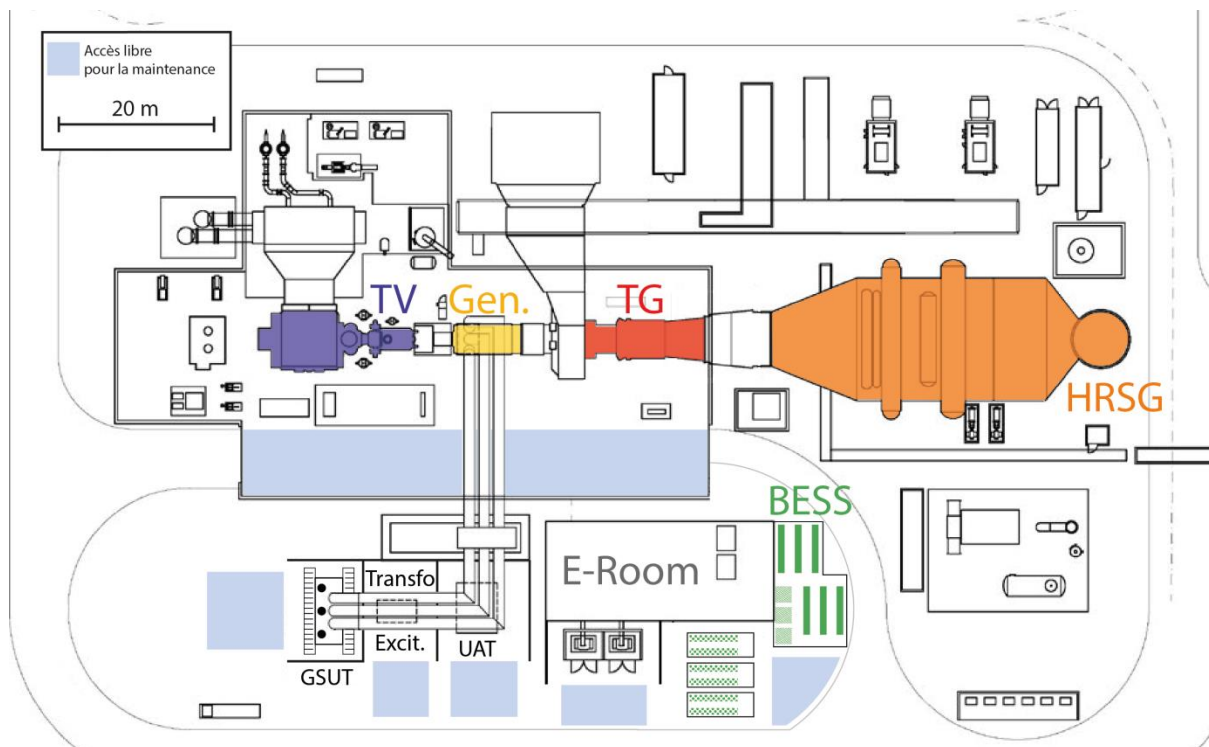 Accès libre
pour la maintenance
20 m
TV
Gen.
TG
HRSG
BESS
E-Room
Transfo
Excit.
UAT
GSUT